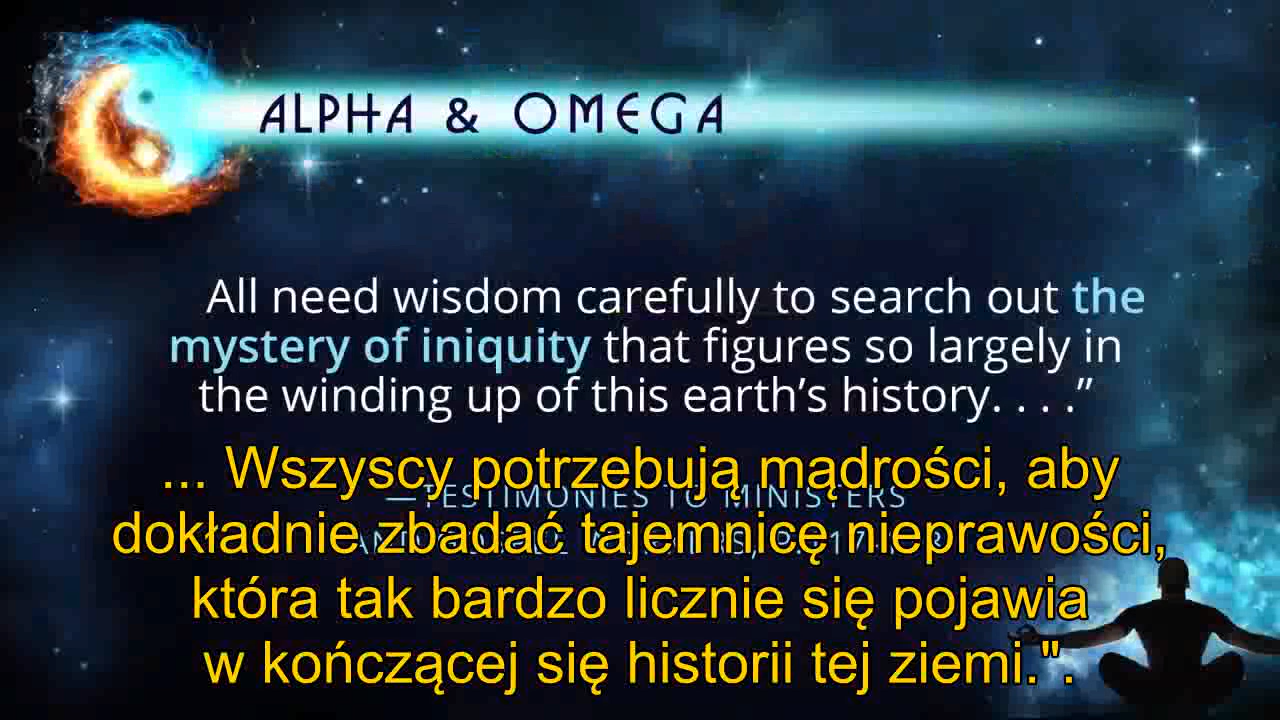 ALPHA & OMEGA
All need wisdom carefully to search out the
mystery of iniquity that figures so largely in
the winding up of this earth’s history. . . .”
—TESTIMONIES TO MINISTERS
... Wszyscy potrzebują mądrości, aby
dokładnie zbadać tajemnicę nieprawości,
która tak bardzo licznie się pojawia
w kończącej się historii tej ziemi.".